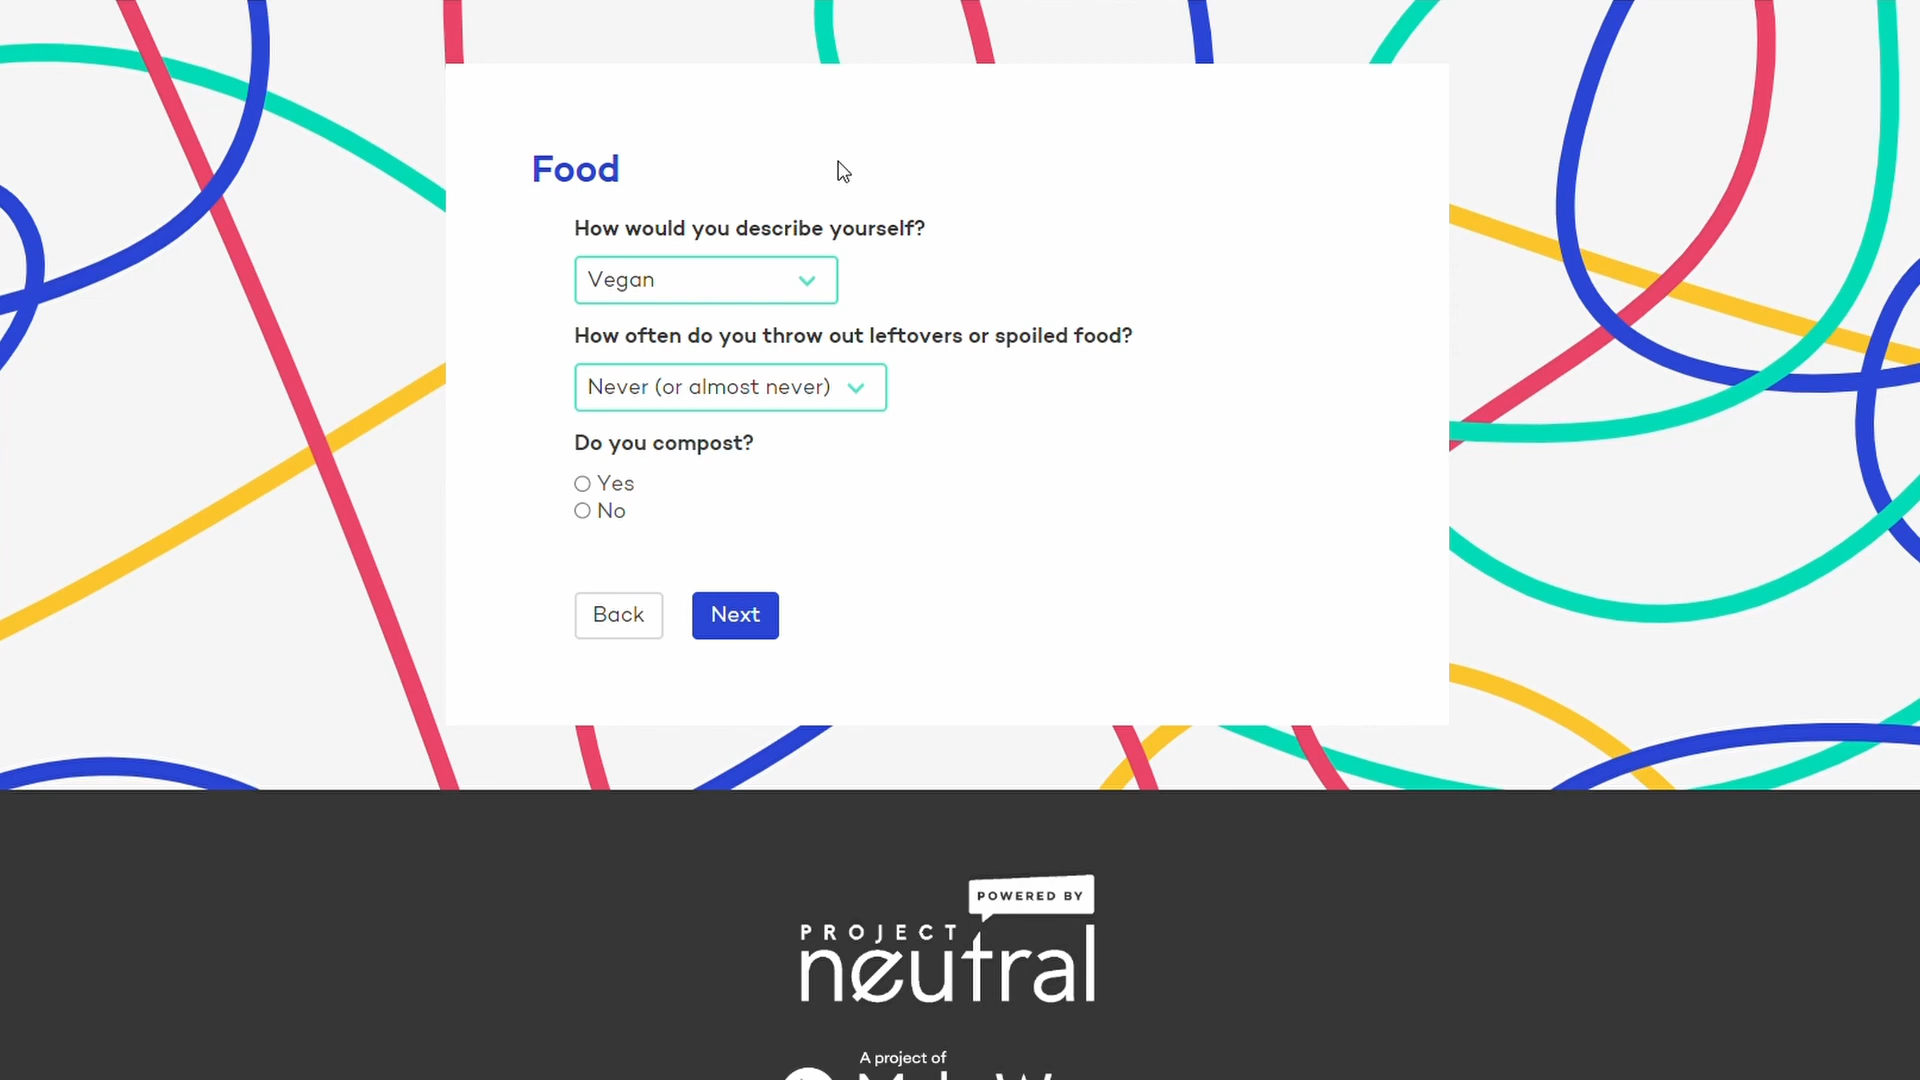 Food
How would you describe yourself?
Vegan
How often do you throw out leftovers or spoiled food?
Never (or almost never)
Do you compost?
Yes
No
Back
Next
POWERED BY
PROJECT
neutral
A project of